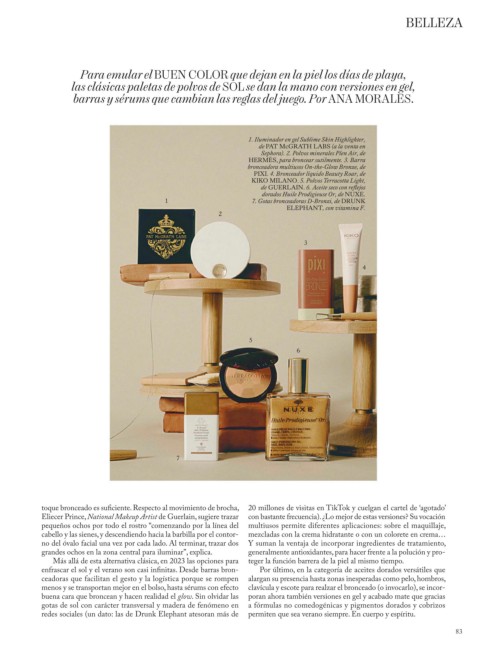 BELLEZA
Para emular el BUEN COLOR que dejan en la piel los días de playa,
las clásicas paletas de polvos de SOL se dan la mano con versiones en gel,
barras y sérums que cambian las reglas del juego. Por ANA MORALES.
1. Iluminador en gel Sublime Skin Highlighter,
de PAT McGRATH LABS (a la venta en
Sephora). 2. Polvos minerales Plen Air, de
HERMÈS, para broncear sutilmente. 3. Barra
bronceadora multiusos On-the-Glow Bronze, de
PIXI. 4. Bronceador líquido Beauty Roar, de
KIKO MILANO. 5. Polvos Terracotta Light,
de GUERLAIN. 6. Aceite seco con reflejos
dorados Huile Prodigieuse Or, de NUXE.
7. Gotas bronceadoras D-Bronzi, de DRUNK
ELEPHANT, con vitamina F.
1
2
3
4
5
6
7
PAT McGRATH LABS
pixi
NUXE
Huile Prodigieuse Or
toque bronceado es suficiente. Respecto al movimiento de brocha,
Eliecer Prince, National Makeup Artist de Guerlain, sugiere trazar
pequeños ochos por todo el rostro “comenzando por la línea del
cabello y las sienes, y descendiendo hacia la barbilla por el contor-
no del óvalo facial una vez por cada lado. Al terminar, trazar dos
grandes ochos en la zona central para iluminar”, explica.
Más allá de esta alternativa clásica, en 2023 las opciones para
enfrascar el sol y el verano son casi infinitas. Desde barras bron-
ceadoras que facilitan el gesto y la logística porque se rompen
menos y se transportan mejor en el bolso, hasta sérums con efecto
buena cara que broncean y hacen realidad el glow. Sin olvidar las
gotas de sol con carácter transversal y madera de fenómeno en
redes sociales (un dato: las de Drunk Elephant atesoran más de
20 millones de visitas en TikTok y cuelgan el cartel de ‘agotado’
con bastante frecuencia). ¿Lo mejor de estas versiones? Su vocación
multiusos permite diferentes aplicaciones: sobre el maquillaje,
mezcladas con la crema hidratante o con un colorete en crema…
Y suman la ventaja de incorporar ingredientes de tratamiento,
generalmente antioxidantes, para hacer frente a la polución y pro-
teger la función barrera de la piel al mismo tiempo.
Por último, en la categoría de aceites dorados versátiles que
alargan su presencia hasta zonas inesperadas como pelo, hombros,
clavícula y escote para realzar el bronceado (o invocarlo), se incor-
poran ahora también versiones en gel y acabado mate que gracias
a fórmulas no comedogénicas y pigmentos dorados y cobrizos
permiten que sea verano siempre. En cuerpo y espíritu.
83